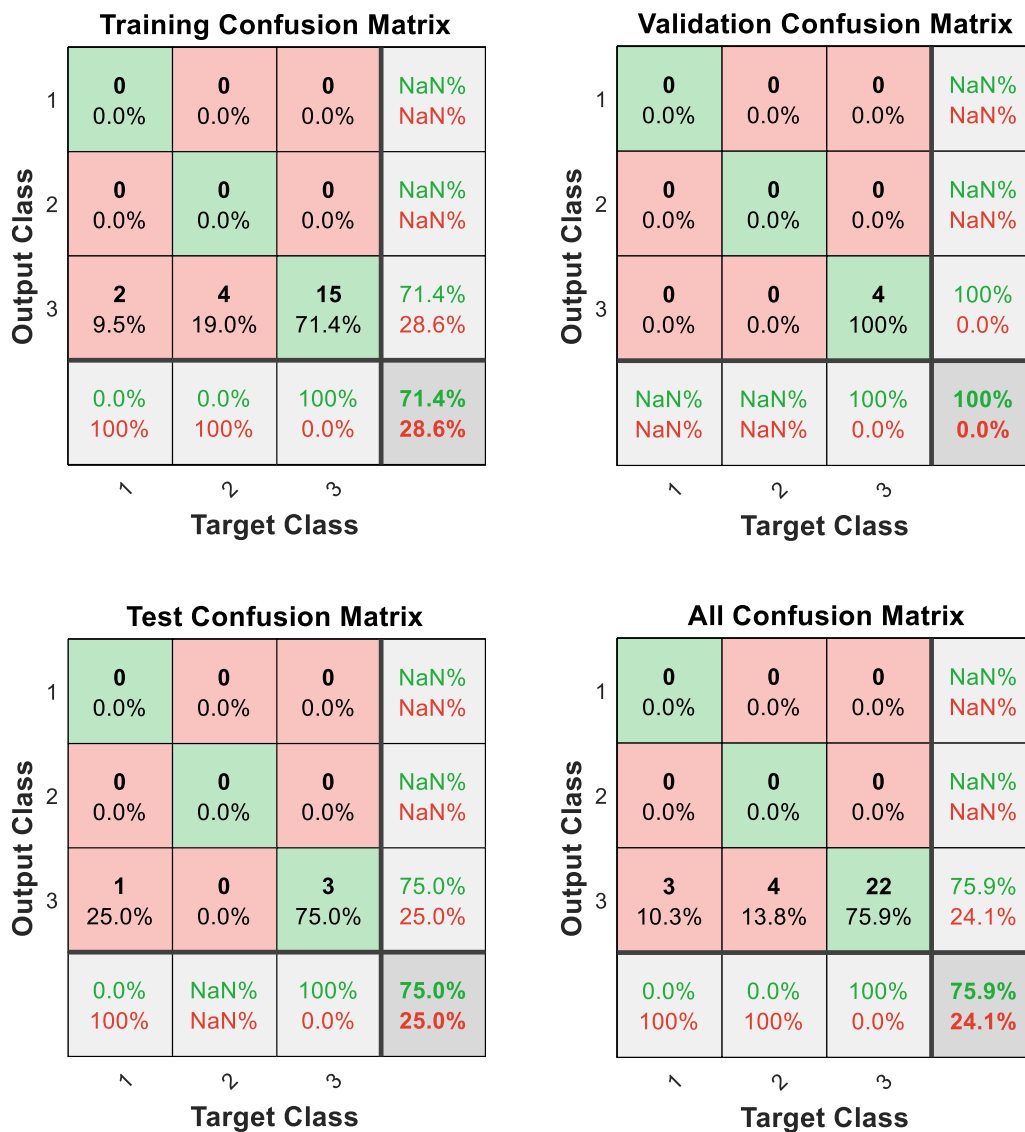 Training Confusion Matrix
Output Class
1
0 0 0 NaN%
0.0% 0.0% 0.0% NaN%
2
0 0 0 NaN%
0.0% 0.0% 0.0% NaN%
3
2 4 15 71.4%
9.5% 19.0% 71.4% 28.6%
0.0% 0.0% 100% 71.4%
100% 100% 0.0% 28.6%
1 2 3
Target Class
Validation Confusion Matrix
Output Class
1
0 0 0 NaN%
0.0% 0.0% 0.0% NaN%
2
0 0 0 NaN%
0.0% 0.0% 0.0% NaN%
3
0 0 4 100%
0.0% 0.0% 100% 0.0%
NaN% NaN% 100% 100%
NaN% NaN% 0.0% 0.0%
1 2 3
Target Class
Test Confusion Matrix
Output Class
1
0 0 0 NaN%
0.0% 0.0% 0.0% NaN%
2
0 0 0 NaN%
0.0% 0.0% 0.0% NaN%
3
1 0 3 75.0%
25.0% 0.0% 75.0% 25.0%
0.0% NaN% 100% 75.0%
100% NaN% 0.0% 25.0%
1 2 3
Target Class
All Confusion Matrix
Output Class
1
0 0 0 NaN%
0.0% 0.0% 0.0% NaN%
2
0 0 0 NaN%
0.0% 0.0% 0.0% NaN%
3
3 4 22 75.9%
10.3% 13.8% 75.9% 24.1%
0.0% 0.0% 100% 75.9%
100% 100% 0.0% 24.1%
1 2 3
Target Class